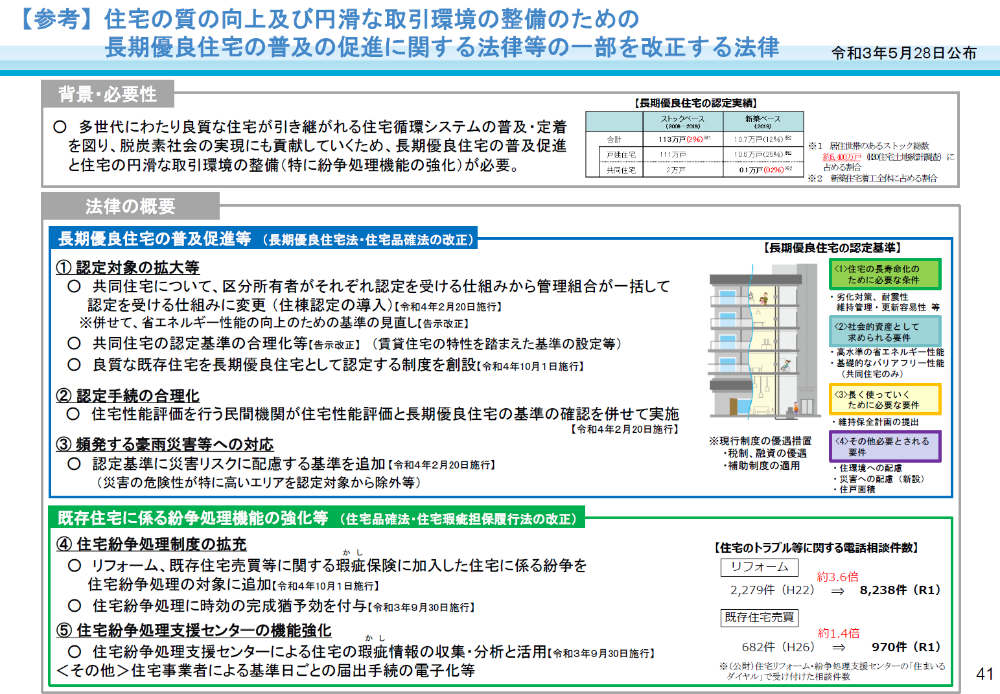 【参考】住宅の質の向上及び円滑な取引環境の整備のための
長期優良住宅の普及の促進に関する法律等の一部を改正する法律
令和3年5月28日公布
背景・必要性
○ 多世代にわたり良質な住宅が引き継がれる住宅循環システムの普及・定着
を図り、脱炭素社会の実現にも貢献していくため、長期優良住宅の普及促進
と住宅の円滑な取引環境の整備(特に紛争処理機能の強化)が必要。
【長期優良住宅の認定実績】
ストックベース 新築ベース
(2009-2019) (2019)
合計 113万戸(2%)※1 10.7万戸(12%)※2
戸建住宅 111万戸 10.6万戸(25%)※2
共同住宅 2万戸 0.1万戸(0.2%)※2
※1 居住世帯のあるストック総数
約5,400万戸 (H30住宅土地統計調査) に
占める割合
※2 新築住宅着工全体に占める割合
法律の概要
長期優良住宅の普及促進等 (長期優良住宅法・住宅品確法の改正)
① 認定対象の拡大等
○ 共同住宅について、区分所有者がそれぞれ認定を受ける仕組みから管理組合が一括して
認定を受ける仕組みに変更 (住棟認定の導入)【令和4年2月20日施行】
※併せて、省エネルギー性能の向上のための基準の見直し【告示改正】
○ 共同住宅の認定基準の合理化等【告示改正】 (賃貸住宅の特性を踏まえた基準の設定等)
○ 良質な既存住宅を長期優良住宅として認定する制度を創設【令和4年10月1日施行】
② 認定手続の合理化
○ 住宅性能評価を行う民間機関が住宅性能評価と長期優良住宅の基準の確認を併せて実施
【令和4年2月20日施行】
③ 頻発する豪雨災害等への対応
○ 認定基準に災害リスクに配慮する基準を追加【令和4年2月20日施行】
(災害の危険性が特に高いエリアを認定対象から除外等)
【長期優良住宅の認定基準】
<1>住宅の長寿命化の
ために必要な条件
・劣化対策、耐震性
維持管理・更新容易性 等
<2>社会的資産として
求められる要件
・高水準の省エネルギー性能
・基礎的なバリアフリー性能
(共同住宅のみ)
<3>長く使っていく
ために必要な要件
・維持保全計画の提出
<4>その他必要とされる
要件
・住環境への配慮
・災害への配慮(新設)
・住戸面積
※現行制度の優遇措置
・税制、融資の優遇
・補助制度の適用
既存住宅に係る紛争処理機能の強化等 (住宅品確法・住宅瑕疵担保履行法の改正)
④ 住宅紛争処理制度の拡充
かし
○ リフォーム、既存住宅売買等に関する瑕疵保険に加入した住宅に係る紛争を
住宅紛争処理の対象に追加【令和4年10月1日施行】
○ 住宅紛争処理に時効の完成猶予効を付与【令和3年9月30日施行】
⑤ 住宅紛争処理支援センターの機能強化
かし
○ 住宅紛争処理支援センターによる住宅の瑕疵情報の収集・分析と活用【令和3年9月30日施行】
<その他>住宅事業者による基準日ごとの届出手続の電子化等
【住宅のトラブル等に関する電話相談件数】
リフォーム
約3.6倍
2,279件(H22) ⇒ 8,238件(R1)
既存住宅売買
約1.4倍
682件(H26) ⇒ 970件(R1)
※(公財)住宅リフォーム・紛争処理支援センターの「住まいる
ダイヤル」で受け付けた相談件数
41